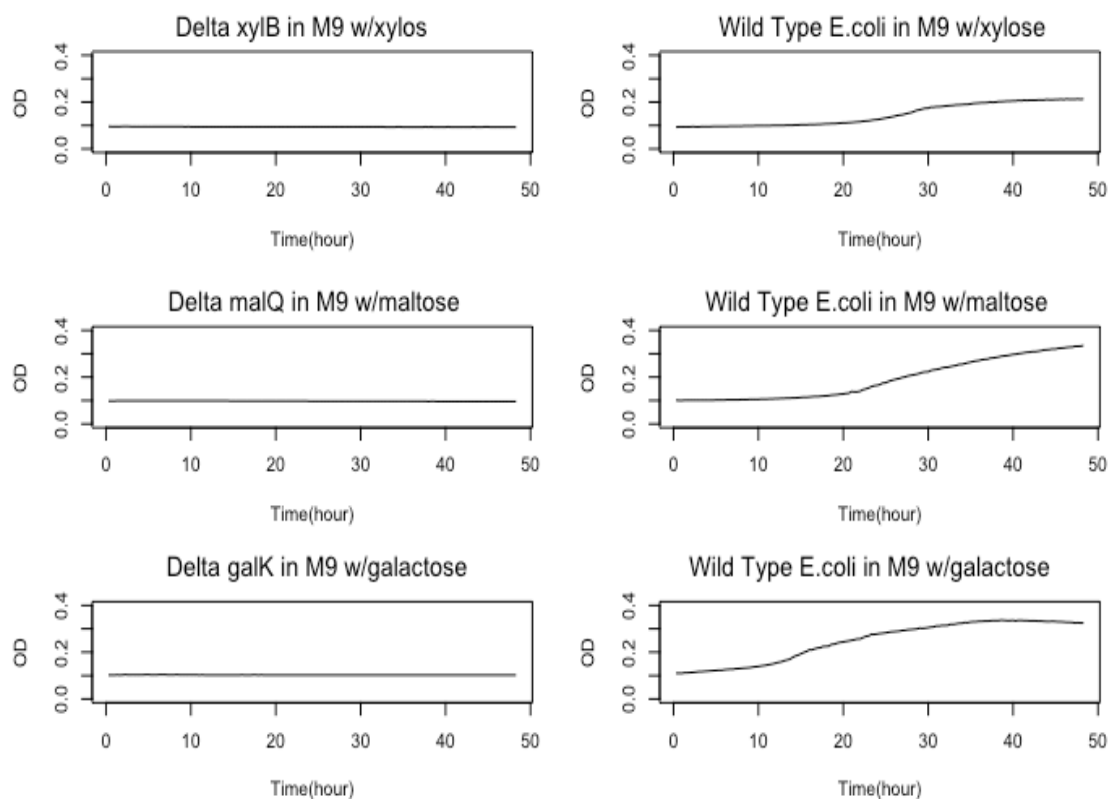 Delta xylB in M9 w/xylos
OD
0.0 0.2 0.4
0 10 20 30 40 50
Time(hour)
Wild Type E.coli in M9 w/xylose
OD
0.0 0.2 0.4
0 10 20 30 40 50
Time(hour)
Delta malQ in M9 w/maltose
OD
0.0 0.2 0.4
0 10 20 30 40 50
Time(hour)
Wild Type E.coli in M9 w/maltose
OD
0.0 0.2 0.4
0 10 20 30 40 50
Time(hour)
Delta galK in M9 w/galactose
OD
0.0 0.2 0.4
0 10 20 30 40 50
Time(hour)
Wild Type E.coli in M9 w/galactose
OD
0.0 0.2 0.4
0 10 20 30 40 50
Time(hour)